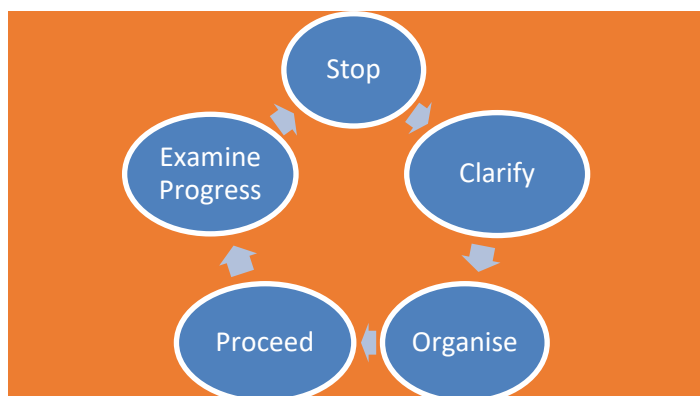 Stop
Clarify
Organise
Proceed
Examine
Progress